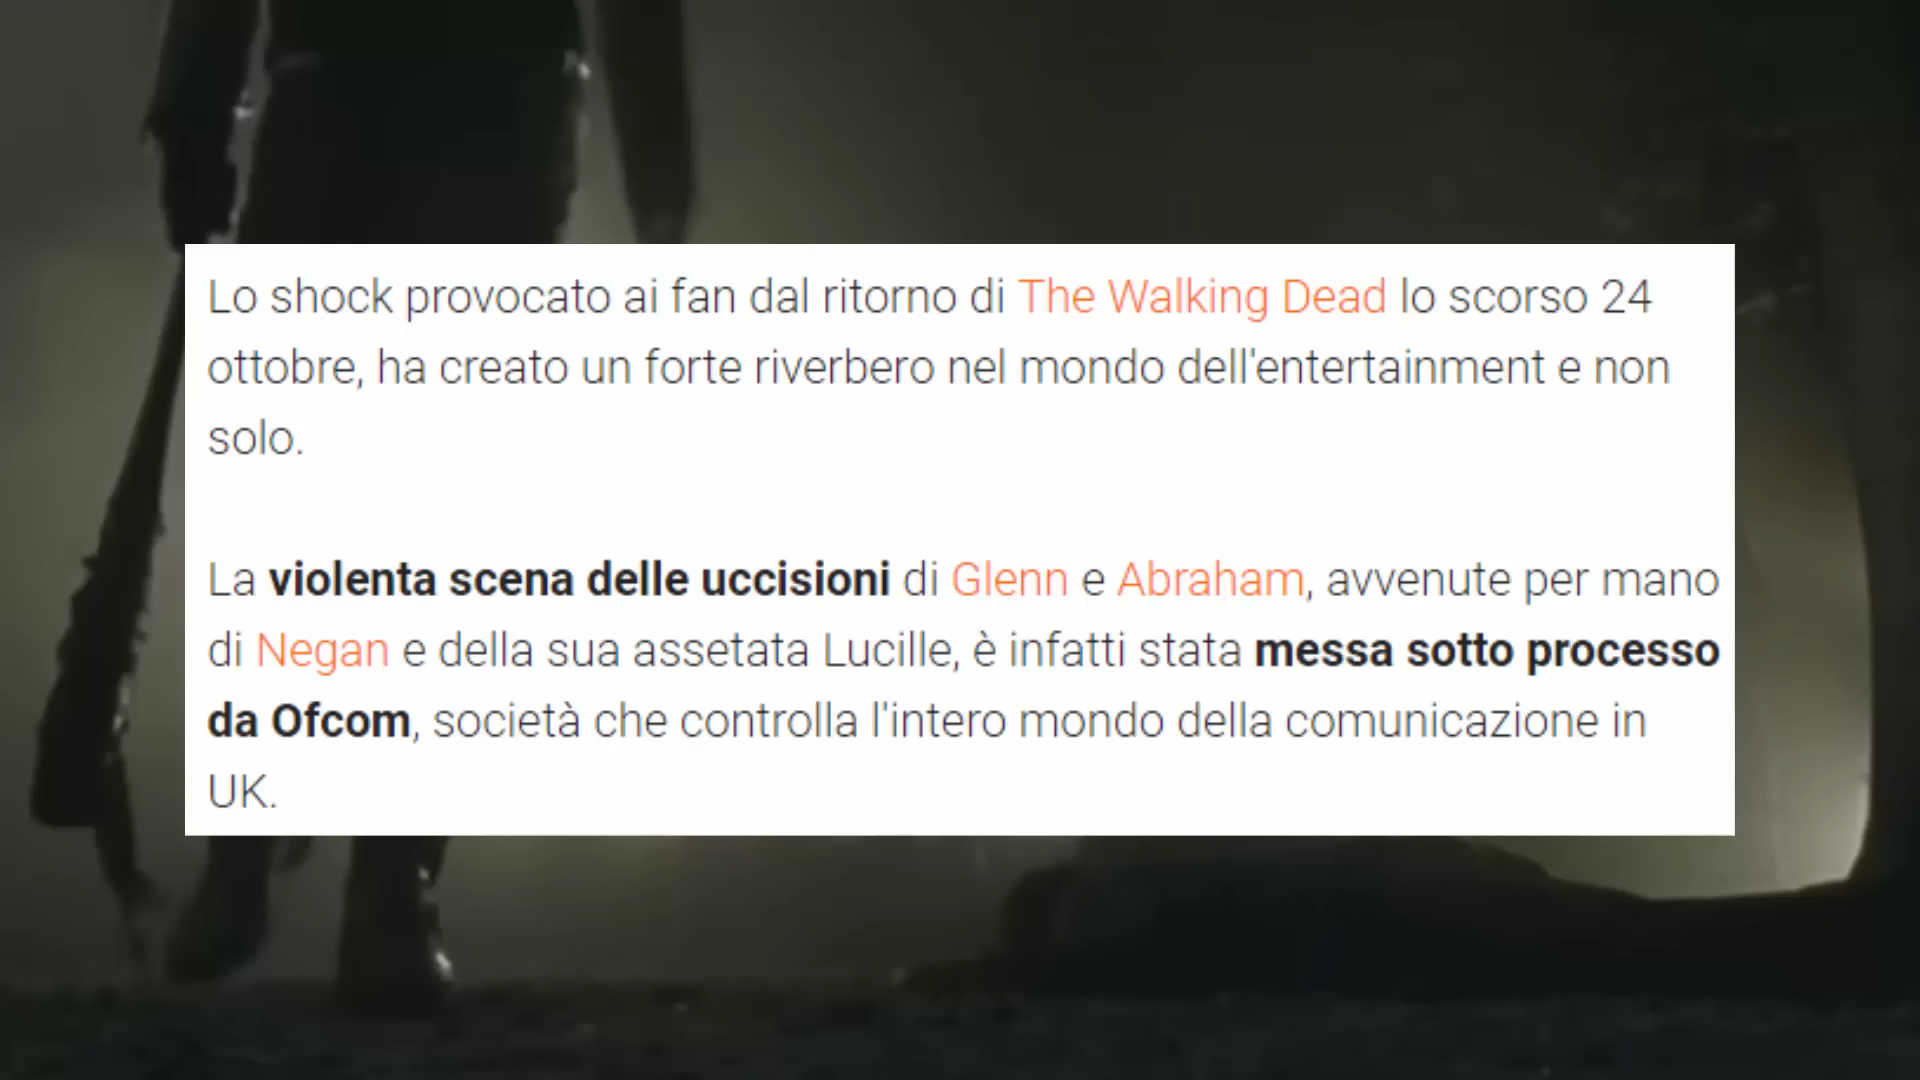 Lo shock provocato ai fan dal ritorno di The Walking Dead lo scorso 24
ottobre, ha creato un forte riverbero nel mondo dell'entertainment e non
solo.
La violenta scena delle uccisioni di Glenn e Abraham, avvenute per mano
di Negan e della sua assetata Lucille, è infatti stata messa sotto processo
da Ofcom, società che controlla l'intero mondo della comunicazione in
UK.